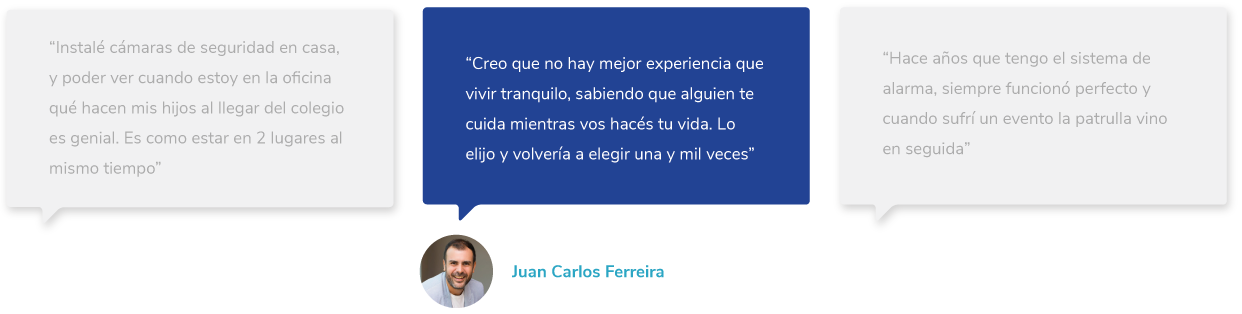 “Instalé cámaras de seguridad en casa,
y poder ver cuando estoy en la oficina
qué hacen mis hijos al llegar del colegio
es genial. Es como estar en 2 lugares al
mismo tiempo”
“Creo que no hay mejor experiencia que
vivir tranquilo, sabiendo que alguien te
cuida mientras vos hacés tu vida. Lo
elijo y volvería a elegir una y mil veces”
Juan Carlos Ferreira
“Hace años que tengo el sistema de
alarma, siempre funcionó perfecto y
cuando sufrí un evento la patrulla vino
en seguida”